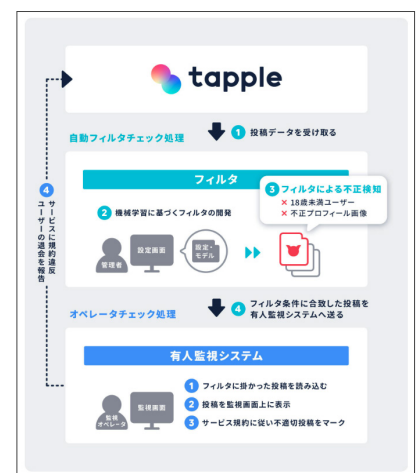 tapple
1 投稿データを受け取る
自動フィルタチェック処理
フィルタ
3 フィルタによる不正検知
× 18歳未満ユーザー
× 不正プロフィール画像
2 機械学習に基づくフィルタの開発
管理者
設定画面
設定・
モデル
4 フィルタ条件に合致した投稿を
有人監視システムへ送る
オペレータチェック処理
有人監視システム
1 フィルタに掛かった投稿を読み込む
2 投稿を監視画面上に表示
3 サービス規約に従い不適切投稿をマーク
監視
オペレータ
監視画面
4
サービスに規約違反
ユーザーの退会を報告